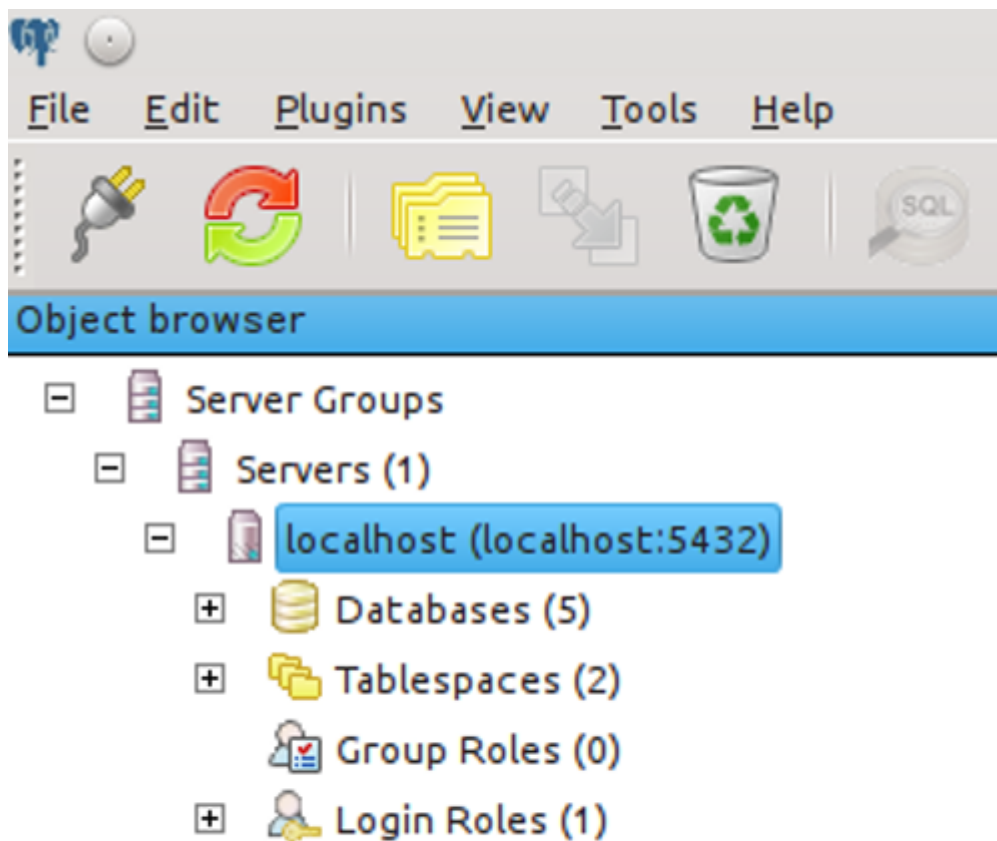 File Edit Plugins View Tools Help
SQL
Object browser
Server Groups
Servers (1)
localhost (localhost:5432)
Databases (5)
Tablespaces (2)
Group Roles (0)
Login Roles (1)